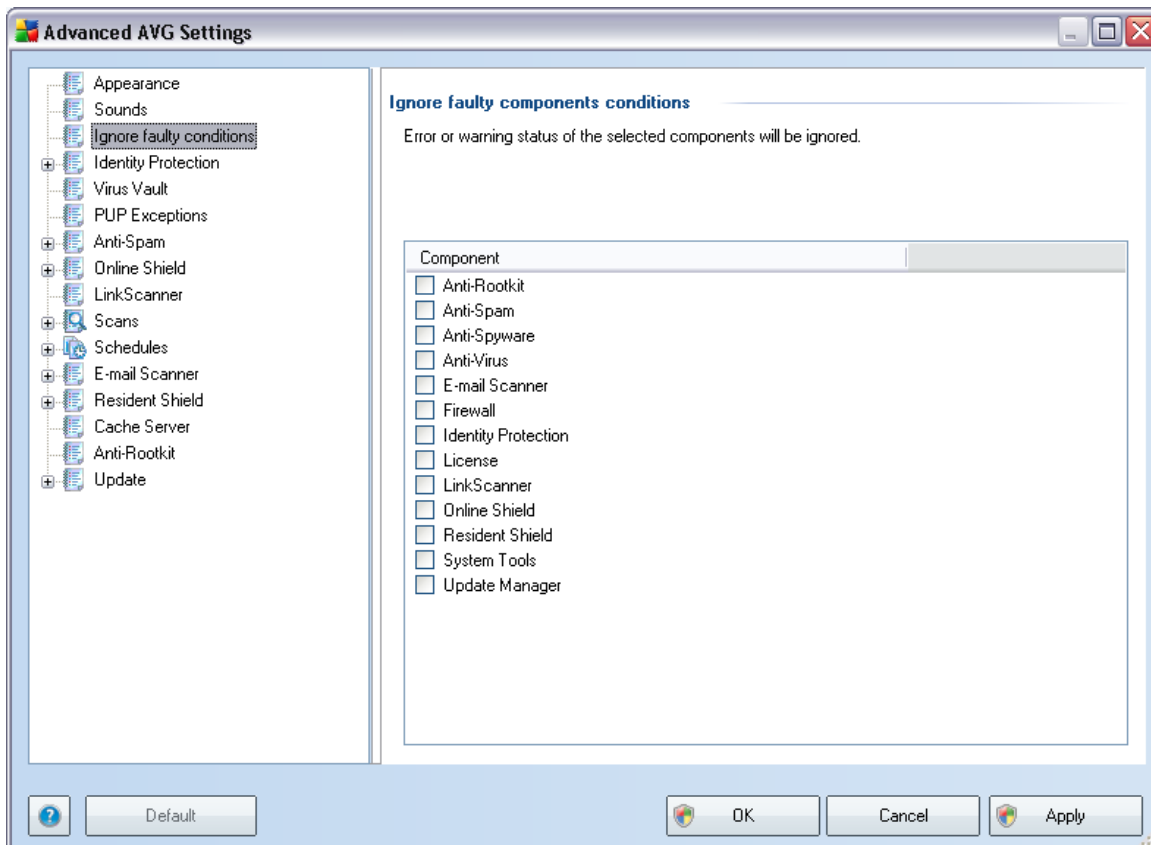 Advanced AVG Settings
Appearance
Sounds
Ignore faulty conditions
Identity Protection
Virus Vault
PUP Exceptions
Anti-Spam
Online Shield
LinkScanner
Scans
Schedules
E-mail Scanner
Resident Shield
Cache Server
Anti-Rootkit
Update
Ignore faulty components conditions
Error or warning status of the selected components will be ignored.
Component
Anti-Rootkit
Anti-Spam
Anti-Spyware
Anti-Virus
E-mail Scanner
Firewall
Identity Protection
License
LinkScanner
Online Shield
Resident Shield
System Tools
Update Manager
?
Default
OK
Cancel
Apply